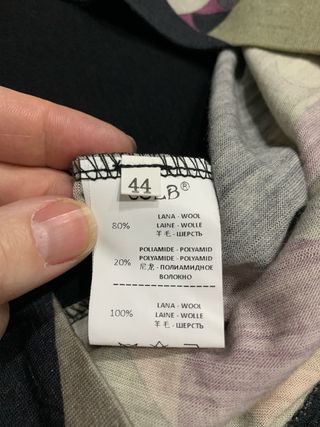 44
80%
LANA - WOOL
LAINE - WOLLE
羊毛 - ШЕРСТЬ
20%
POLIAMIDE - POLYAMID
POLYAMIDE - POLYAMID
尼龙 - ПОЛИАМИДНОЕ
ВОЛОКНО
100%
LANA - WOOL
LAINE - WOLLE
羊毛 - ШЕРСТЬ